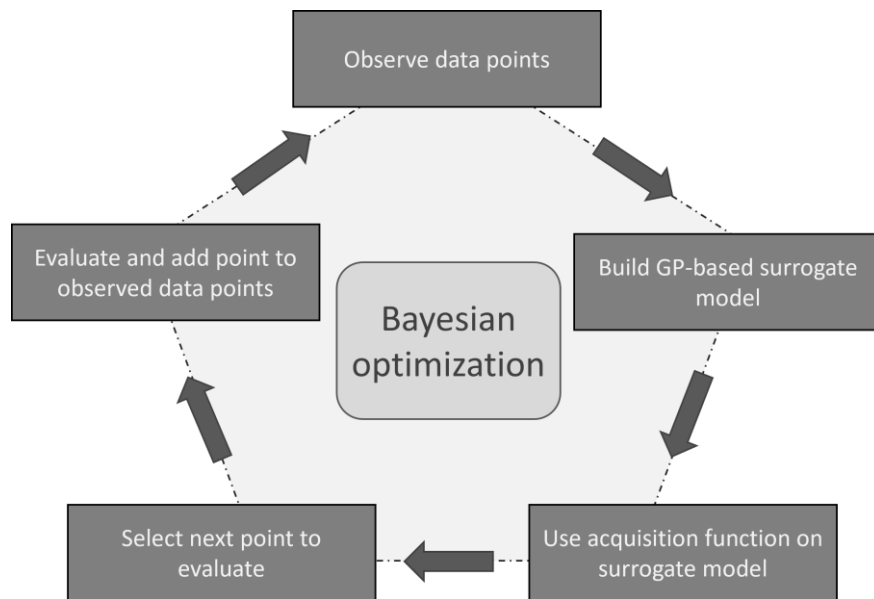 Observe data points
Evaluate and add point to
observed data points
Build GP-based surrogate
model
Bayesian
optimization
Select next point to
evaluate
Use acquisition function on
surrogate model